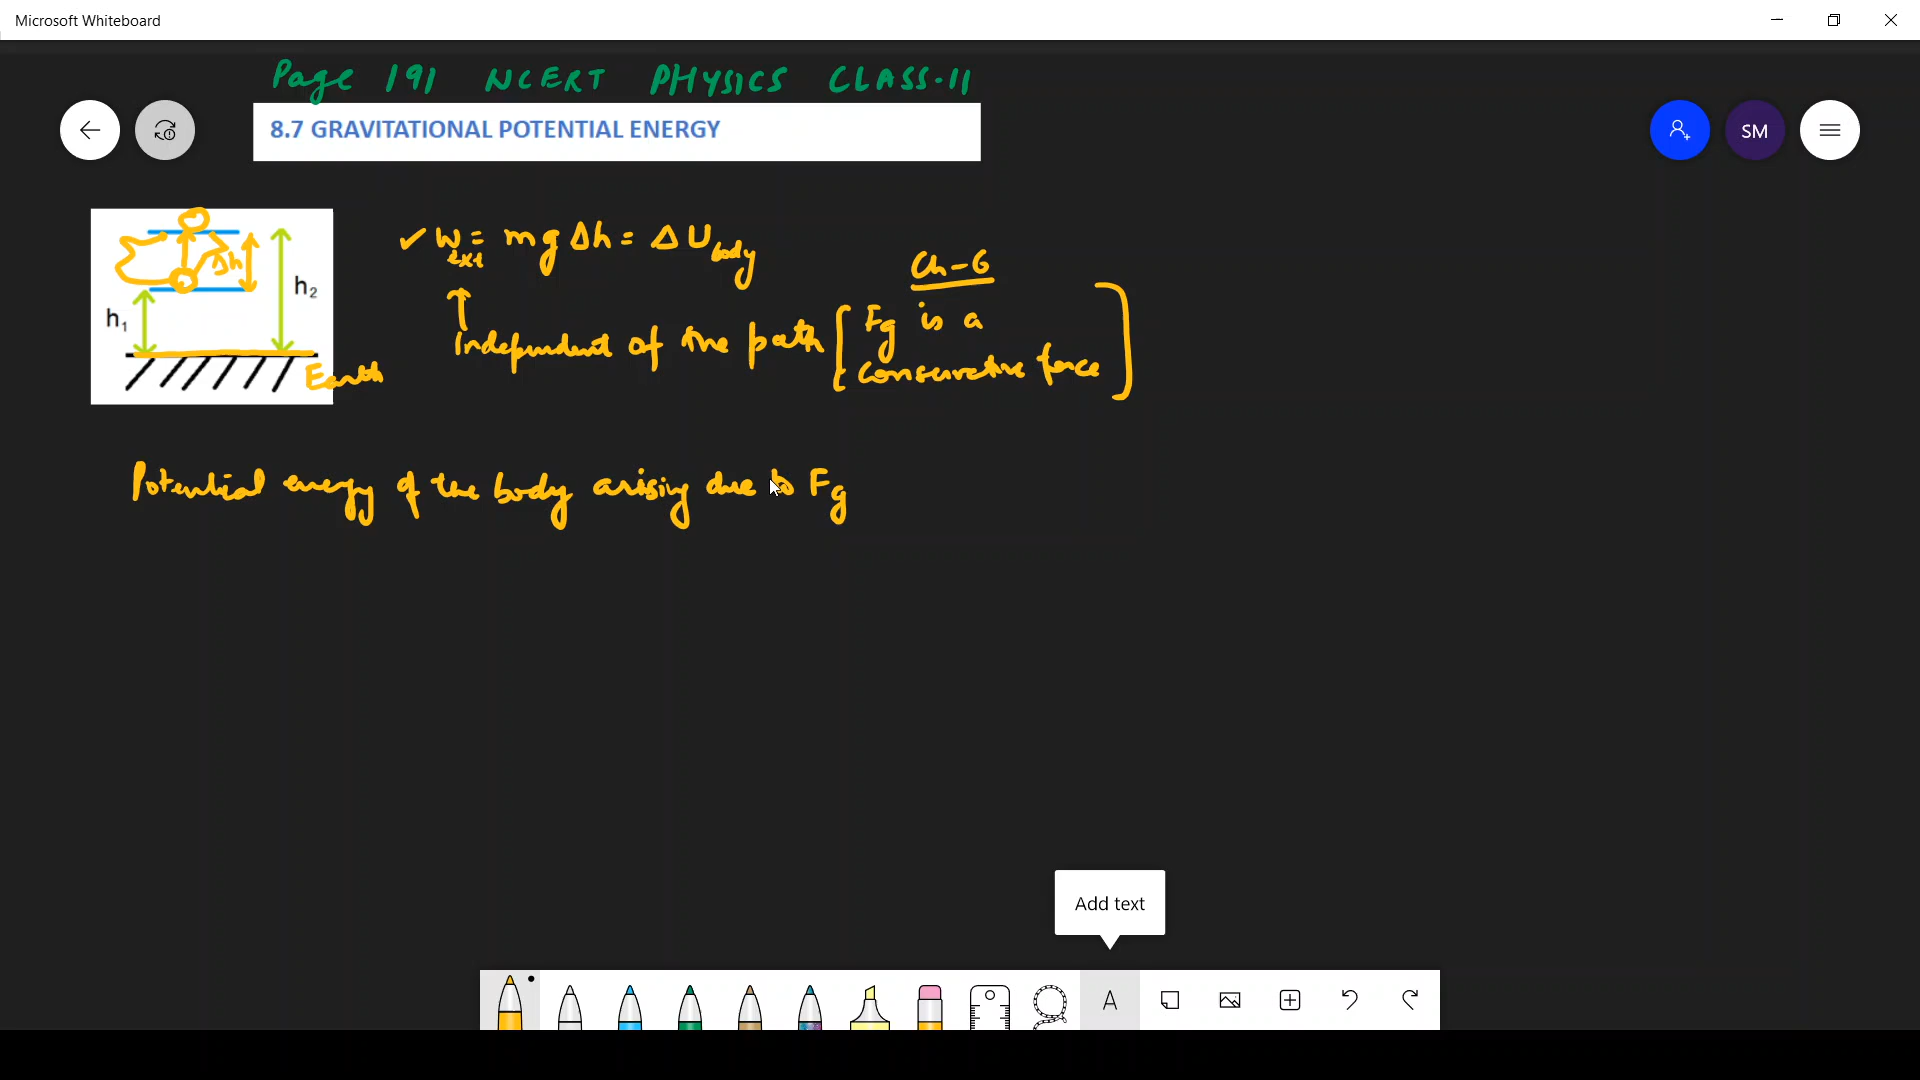 Microsoft Whiteboard
Page 191 NCERT PHYSICS CLASS-11
8.7 GRAVITATIONAL POTENTIAL ENERGY
SM
h₁
Δh
h₂
Earth
✓ W_ext = mgΔh = ΔU_body
↑
Independent of the path
Ch-6
[Fg is a
conservative force]
Potential energy of the body arising due to Fg
Add text
A